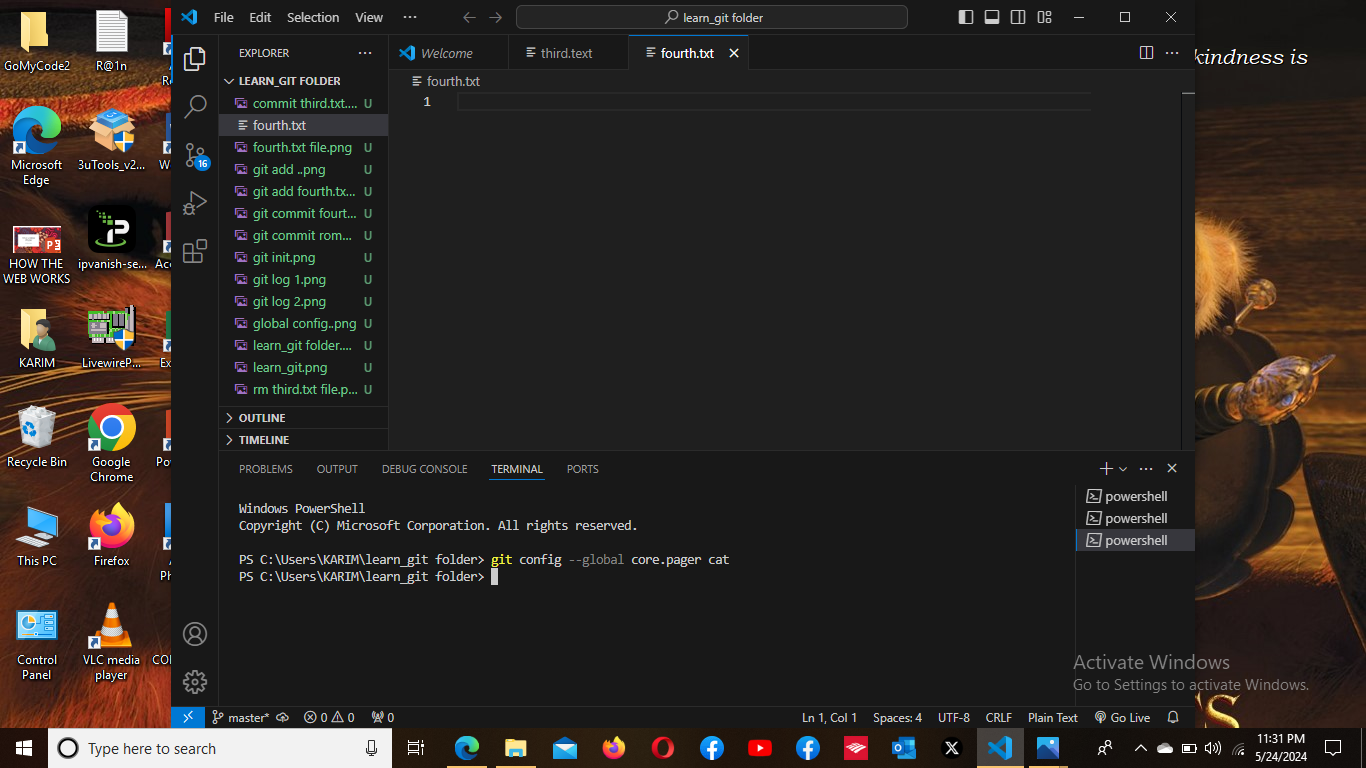 File Edit Selection View ···
learn_git folder
EXPLORER ···
LEARN_GIT FOLDER
commit third.txt.... U
fourth.txt
fourth.txt file.png U
git add ..png U
git add fourth.tx... U
git commit fourt... U
git commit rom... U
git init.png U
git log 1.png U
git log 2.png U
global config..png U
learn_git folder.... U
learn_git.png U
rm third.txt file.p... U
OUTLINE
TIMELINE
16
Welcome third.text fourth.txt
fourth.txt
1
PROBLEMS OUTPUT DEBUG CONSOLE TERMINAL PORTS
Windows PowerShell
Copyright (C) Microsoft Corporation. All rights reserved.
PS C:\Users\KARIM\learn_git folder> git config --global core.pager cat
PS C:\Users\KARIM\learn_git folder>
powershell
powershell
powershell
master* 0 0 0
Ln 1, Col 1 Spaces: 4 UTF-8 CRLF Plain Text Go Live
GoMyCode2
R@1n
Microsoft
Edge
3uTools_v2...
HOW THE
WEB WORKS
ipvanish-se...
KARIM
LivewireP...
Recycle Bin
Google
Chrome
This PC
Firefox
Control
Panel
VLC media
player
kindness is
Activate Windows
Go to Settings to activate Windows.
Type here to search
11:31 PM
5/24/2024